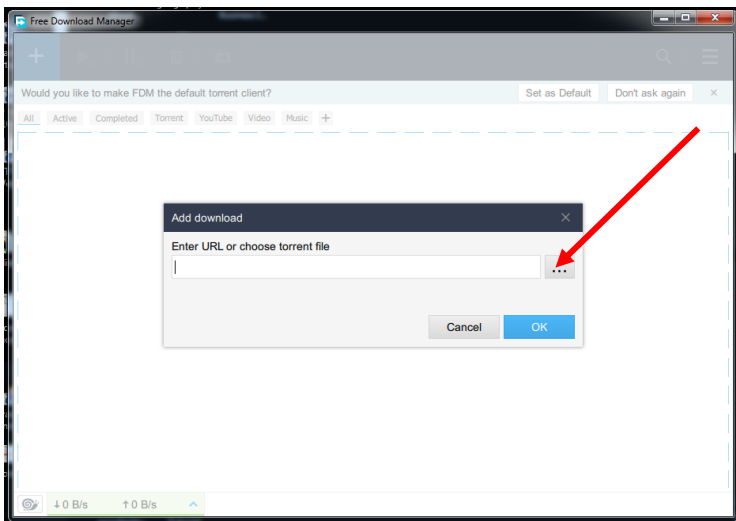 Free Download Manager
Would you like to make FDM the default torrent client? Set as Default Don't ask again ×
All Active Completed Torrent YouTube Video Music +
Add download ×
Enter URL or choose torrent file
...
Cancel OK
↓0 B/s ↑0 B/s